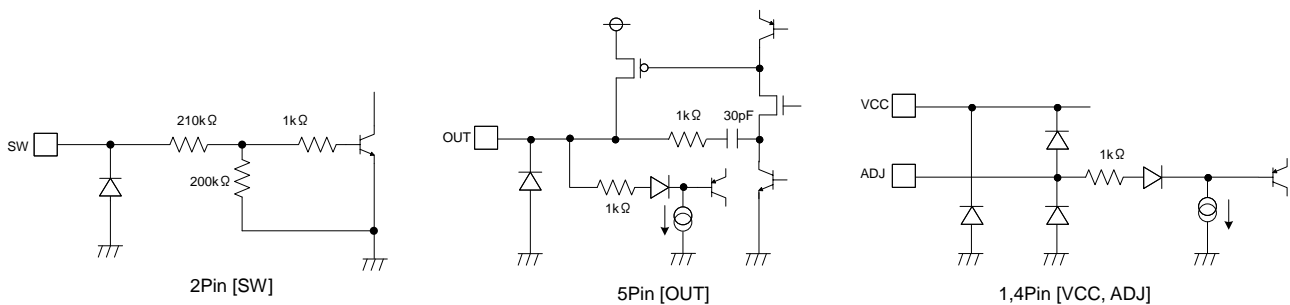 SW
210kΩ
1kΩ
200kΩ
2Pin [SW]
OUT
1kΩ
30pF
1kΩ
5Pin [OUT]
VCC
ADJ
1kΩ
1,4Pin [VCC, ADJ]